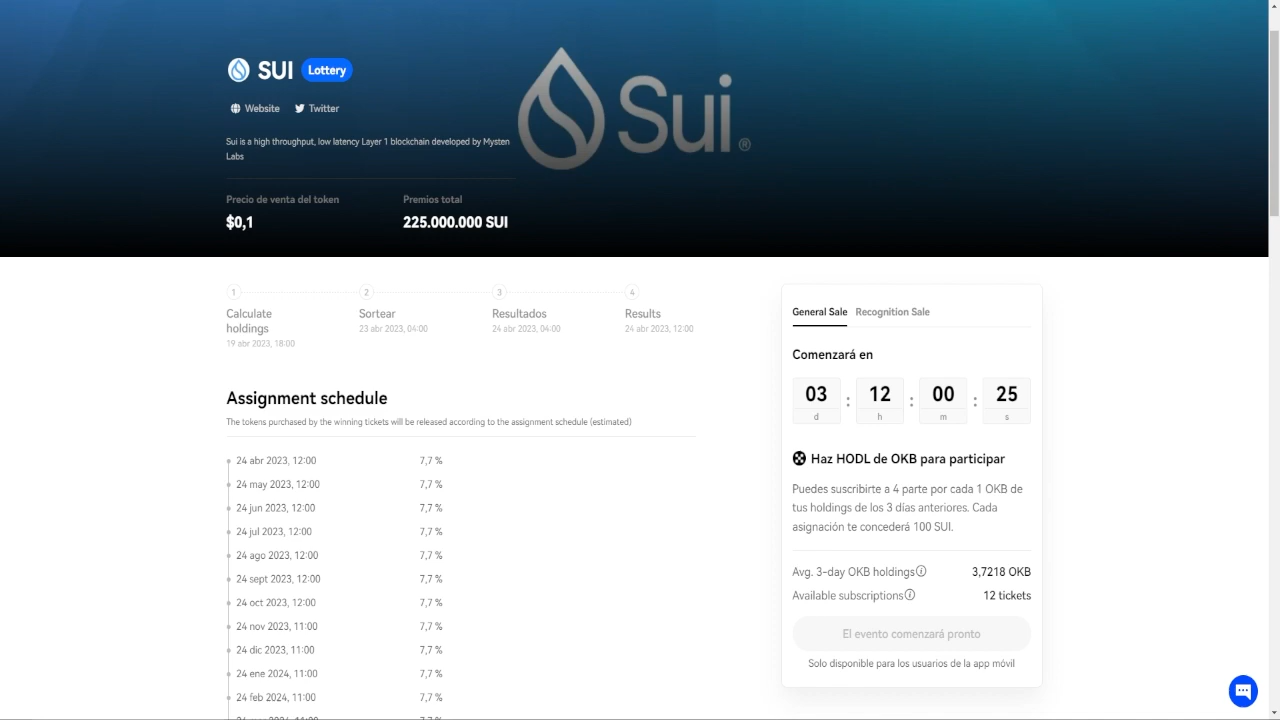 SUI Lottery
Website Twitter
Sui is a high throughput, low latency Layer 1 blockchain developed by Mysten
Labs
Precio de venta del token Premios total
$0,1 225.000.000 SUI
Sui®
1 2 3 4
Calculate
holdings
19 abr 2023, 18:00
Sortear
23 abr 2023, 04:00
Resultados
24 abr 2023, 04:00
Results
24 abr 2023, 12:00
Assignment schedule
The tokens purchased by the winning tickets will be released according to the assignment schedule (estimated)
24 abr 2023, 12:00 7,7 %
24 may 2023, 12:00 7,7 %
24 jun 2023, 12:00 7,7 %
24 jul 2023, 12:00 7,7 %
24 ago 2023, 12:00 7,7 %
24 sept 2023, 12:00 7,7 %
24 oct 2023, 12:00 7,7 %
24 nov 2023, 11:00 7,7 %
24 dic 2023, 11:00 7,7 %
24 ene 2024, 11:00 7,7 %
24 feb 2024, 11:00 7,7 %
General Sale Recognition Sale
Comenzará en
03 : 12 : 00 : 25
d h m s
Haz HODL de OKB para participar
Puedes suscribirte a 4 parte por cada 1 OKB de
tus holdings de los 3 días anteriores. Cada
asignación te concederá 100 SUI.
Avg. 3-day OKB holdings 3,7218 OKB
Available subscriptions 12 tickets
El evento comenzará pronto
Solo disponible para los usuarios de la app móvil